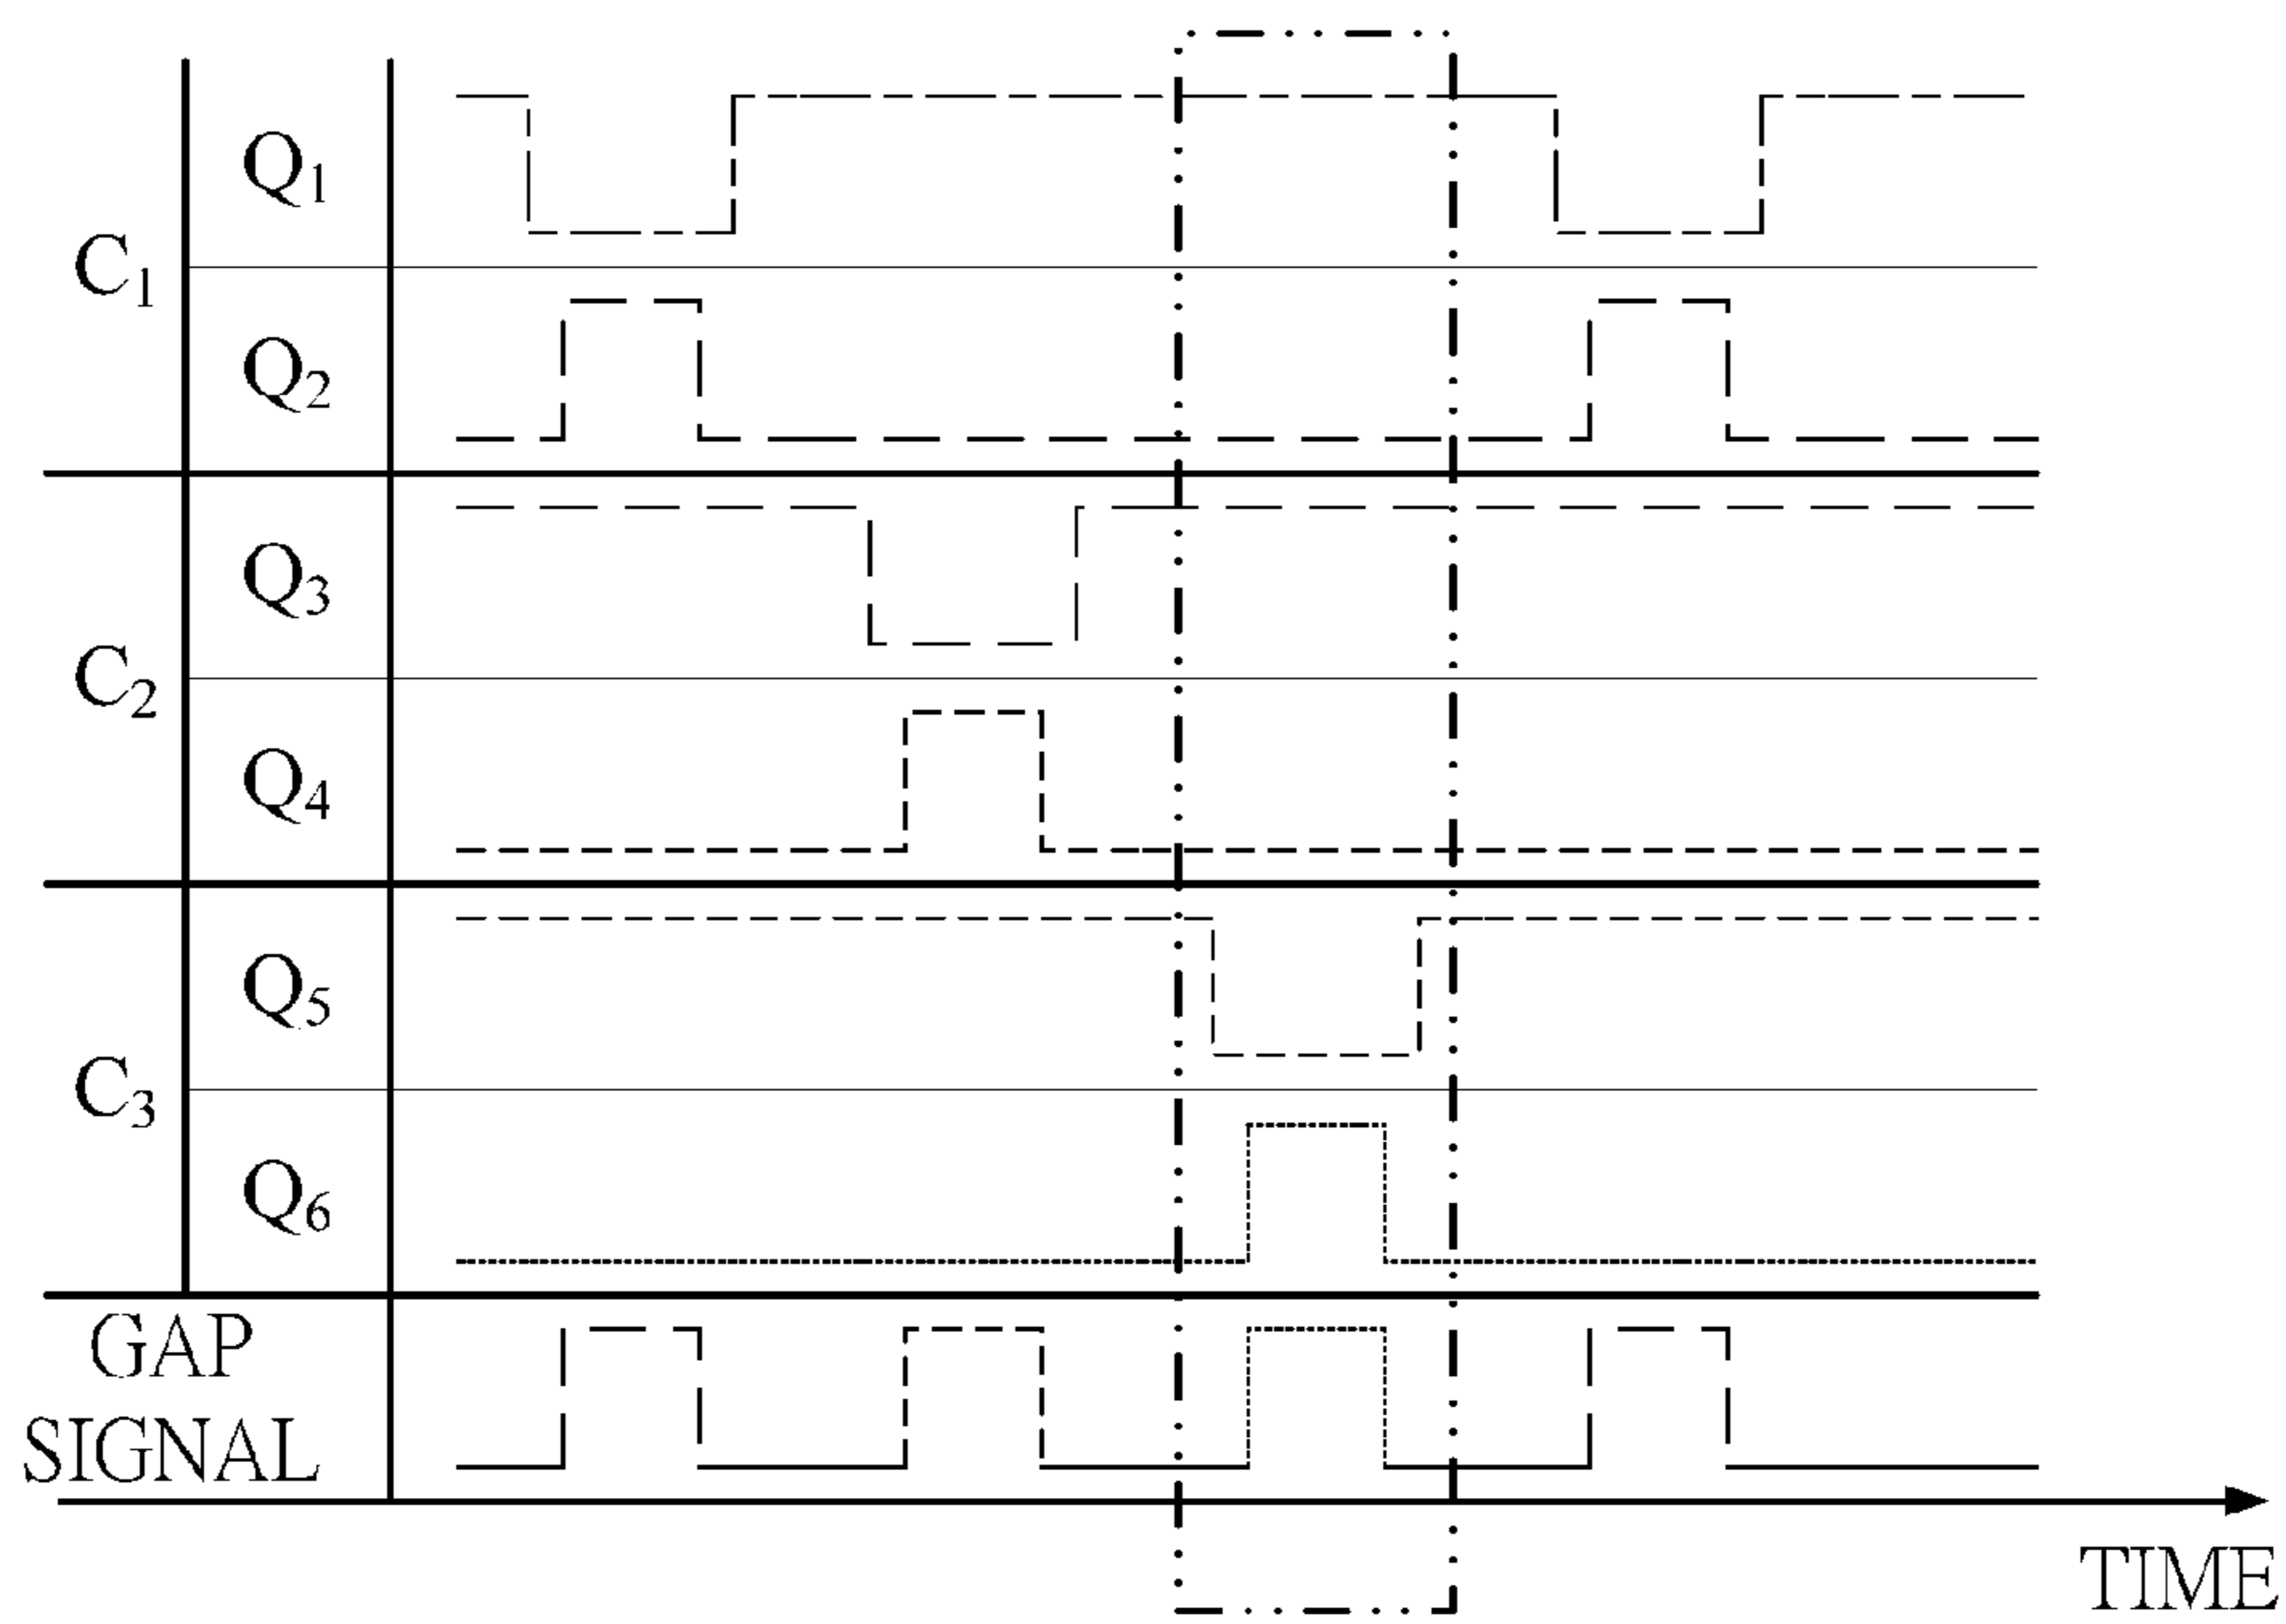 C₁
Q₁
Q₂
C₂
Q₃
Q₄
C₃
Q₅
Q₆
GAP
SIGNAL
TIME